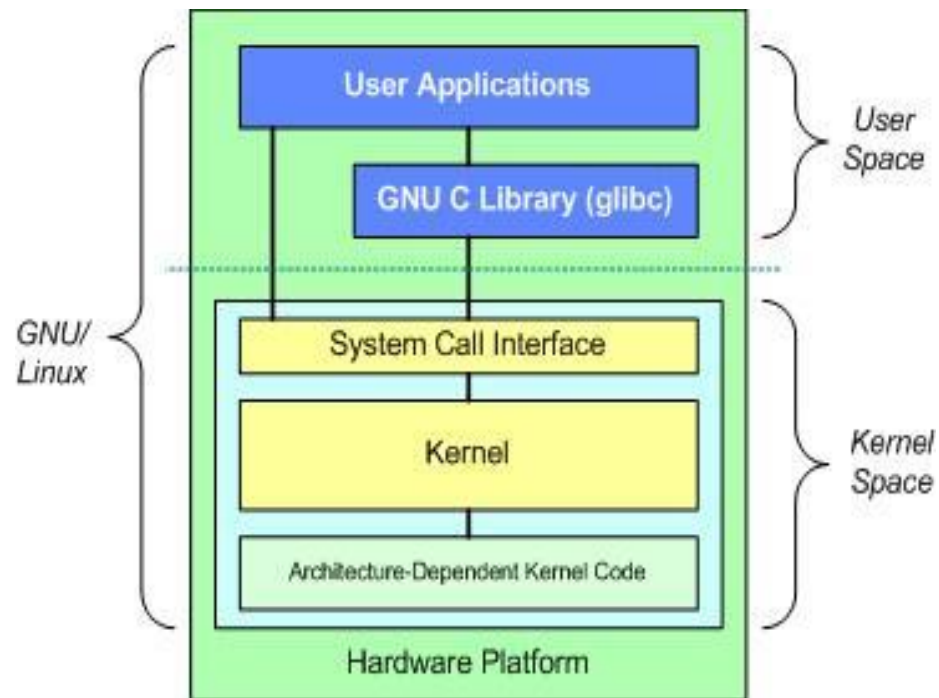 User Applications
User
Space
GNU C Library (glibc)
GNU/
Linux
System Call Interface
Kernel
Kernel
Space
Architecture-Dependent Kernel Code
Hardware Platform